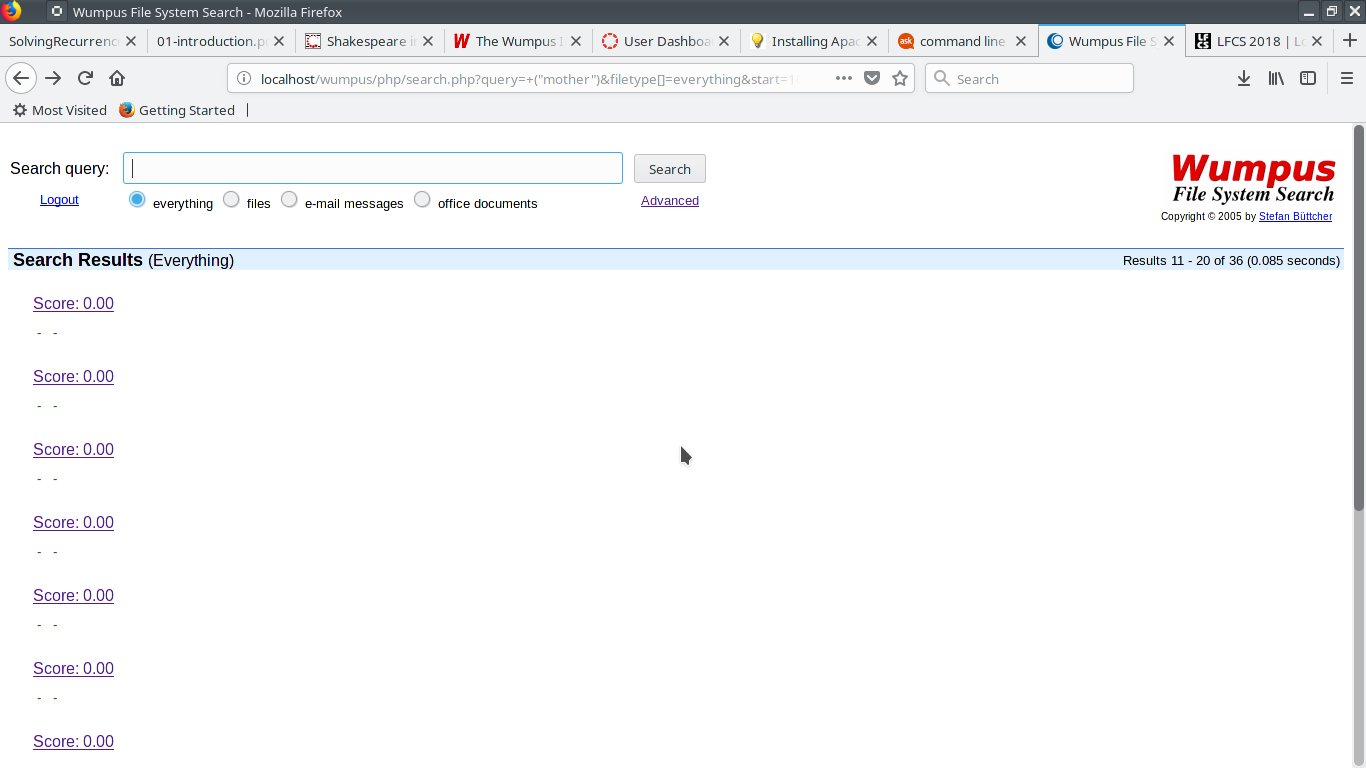 Wumpus File System Search - Mozilla Firefox
SolvingRecurrenc
01-introduction.p
Shakespeare i
The Wumpus
User Dashboa
Installing Apac
command line
Wumpus File S
LFCS 2018 | L
localhost/wumpus/php/search.php?query=+("mother")&filetype[]=everything&start=1
Search
Most Visited
Getting Started
Search query:
Search
Logout
everything
files
e-mail messages
office documents
Advanced
Wumpus
File System Search
Copyright © 2005 by Stefan Büttcher
Search Results (Everything)
Results 11 - 20 of 36 (0.085 seconds)
Score: 0.00
- -
Score: 0.00
- -
Score: 0.00
- -
Score: 0.00
- -
Score: 0.00
- -
Score: 0.00
- -
Score: 0.00